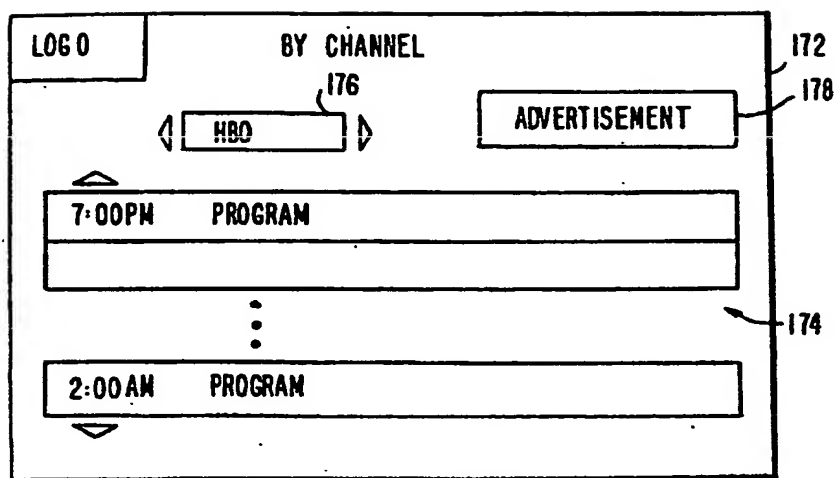 LOGO BY CHANNEL 172
176 178
HBO ADVERTISEMENT
7:00PM PROGRAM
174
2:00AM PROGRAM